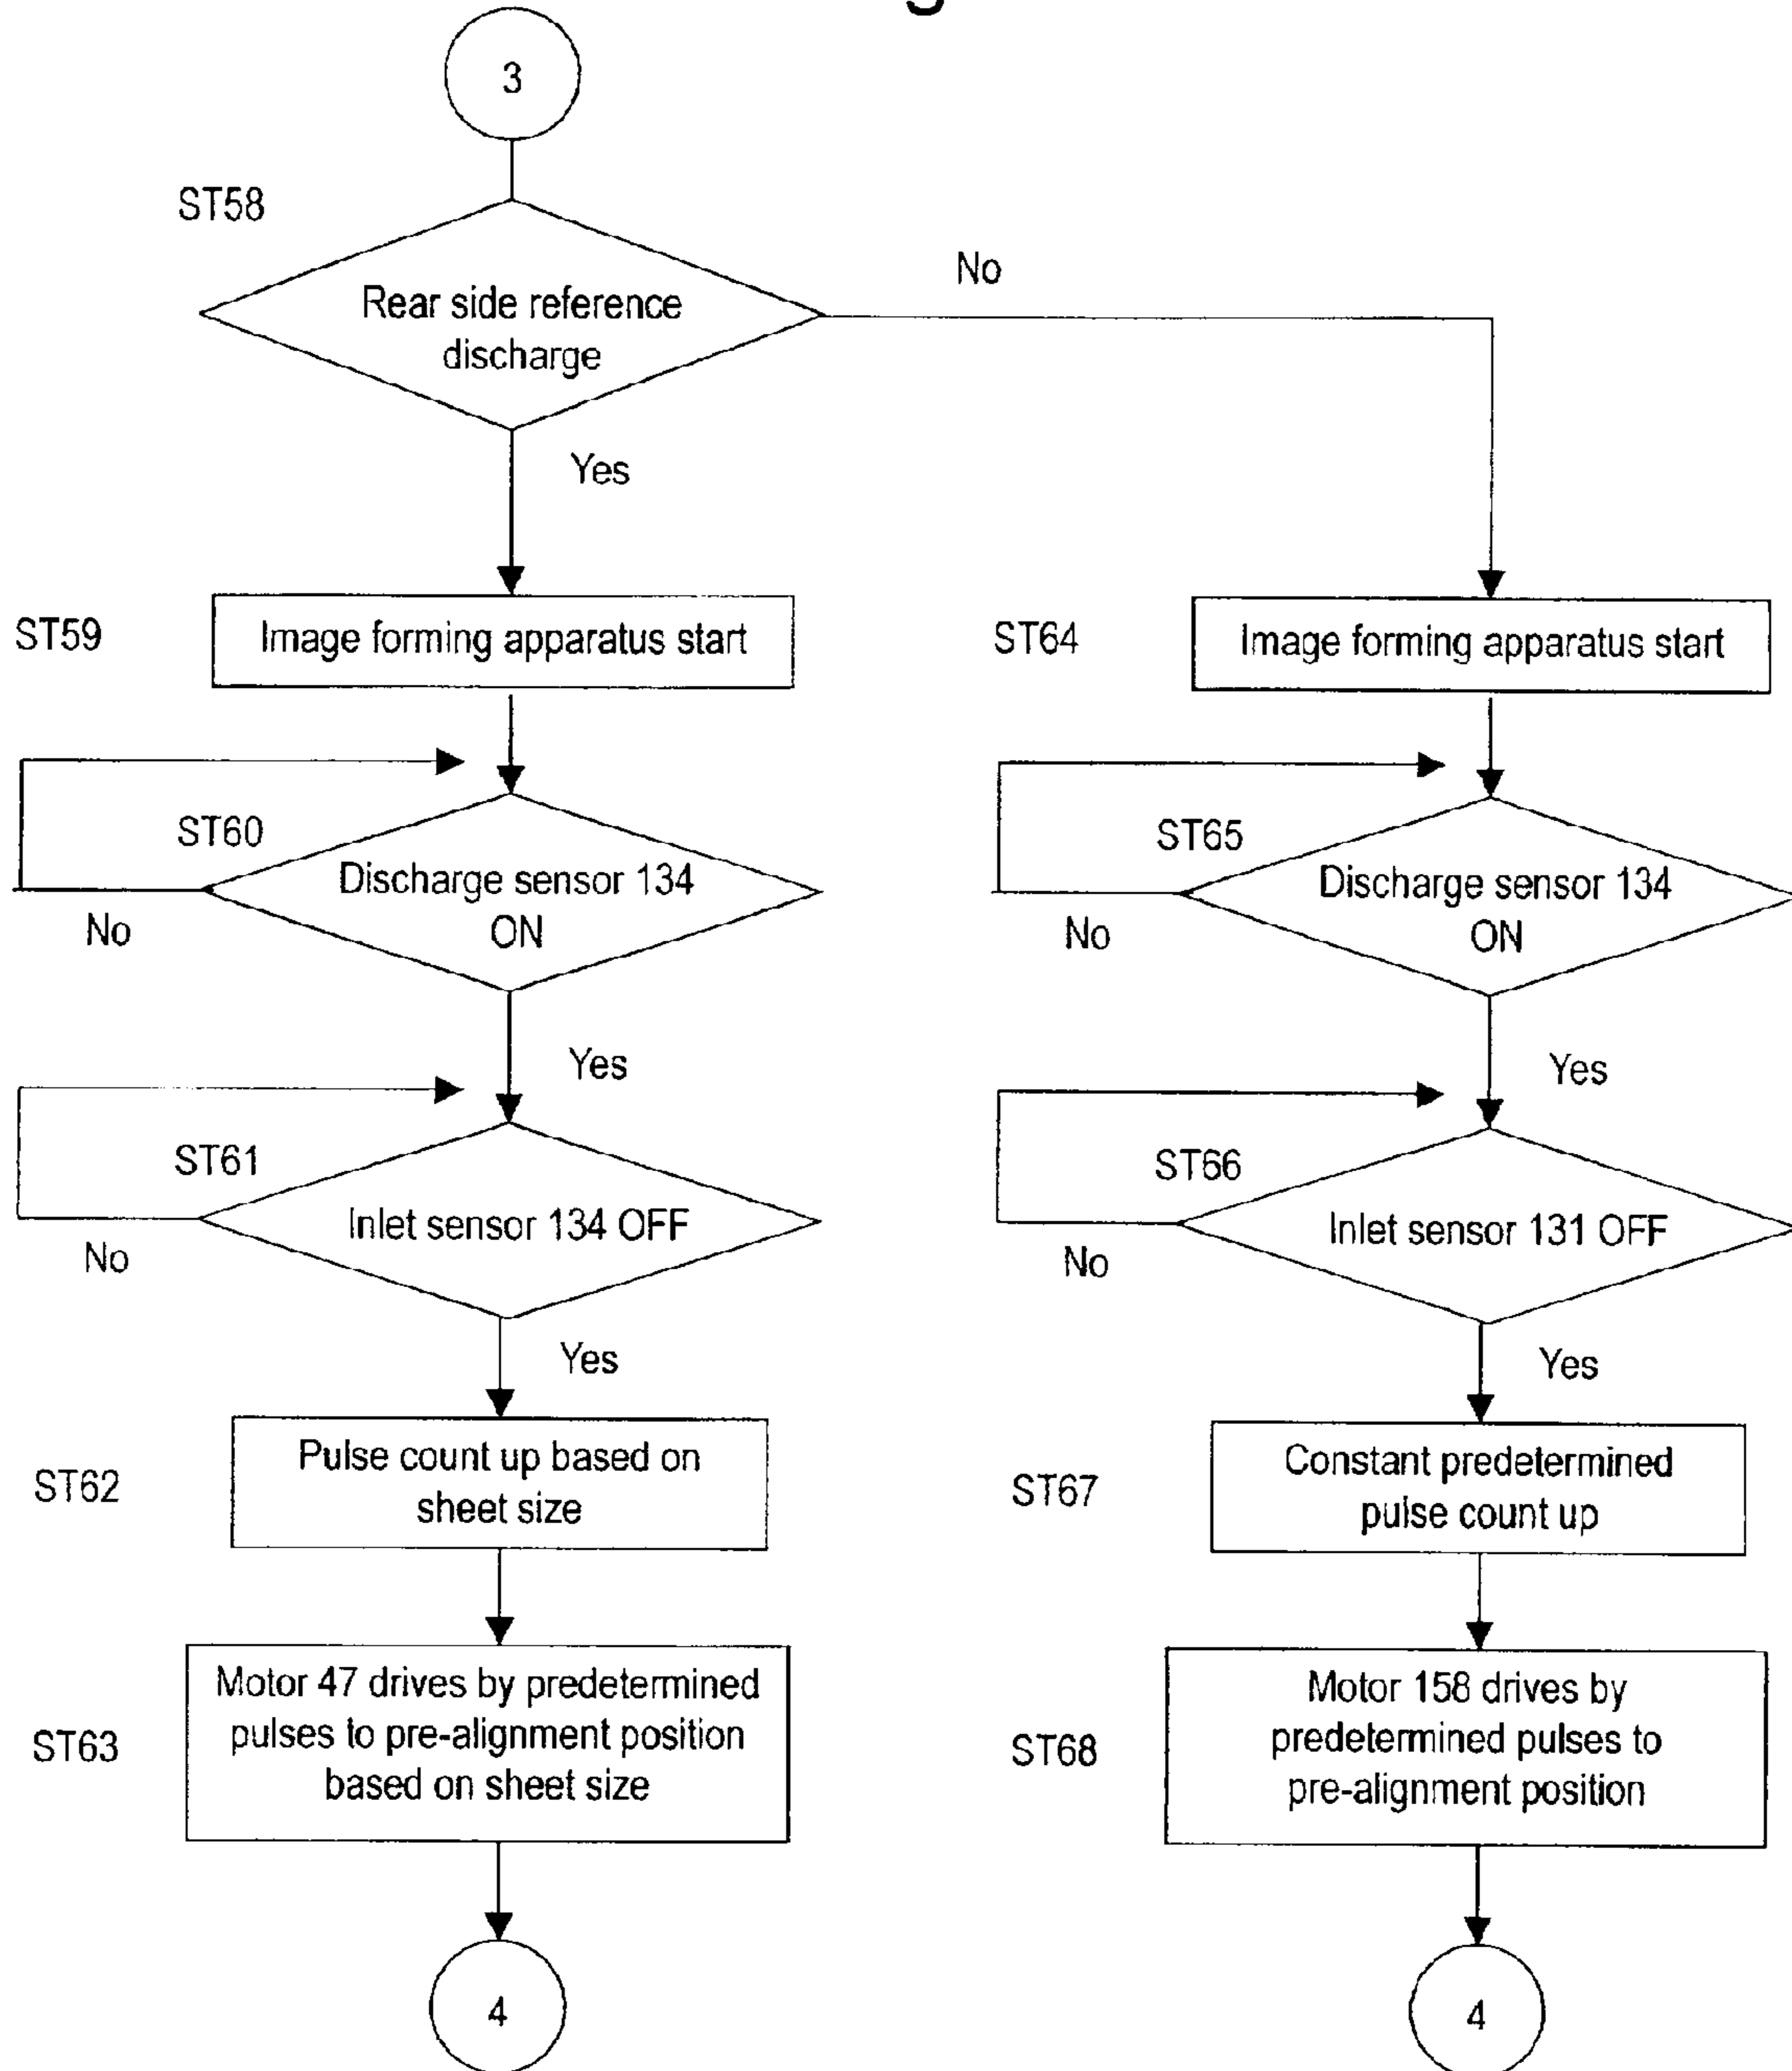 3
ST58
Rear side reference
discharge
No
Yes
ST59
Image forming apparatus start
ST60
Discharge sensor 134
ON
No
Yes
ST61
Inlet sensor 134 OFF
No
Yes
ST62
Pulse count up based on
sheet size
ST63
Motor 47 drives by predetermined
pulses to pre-alignment position
based on sheet size
4
ST64
Image forming apparatus start
ST65
Discharge sensor 134
ON
No
Yes
ST66
Inlet sensor 131 OFF
No
Yes
ST67
Constant predetermined
pulse count up
ST68
Motor 158 drives by
predetermined pulses to
pre-alignment position
4